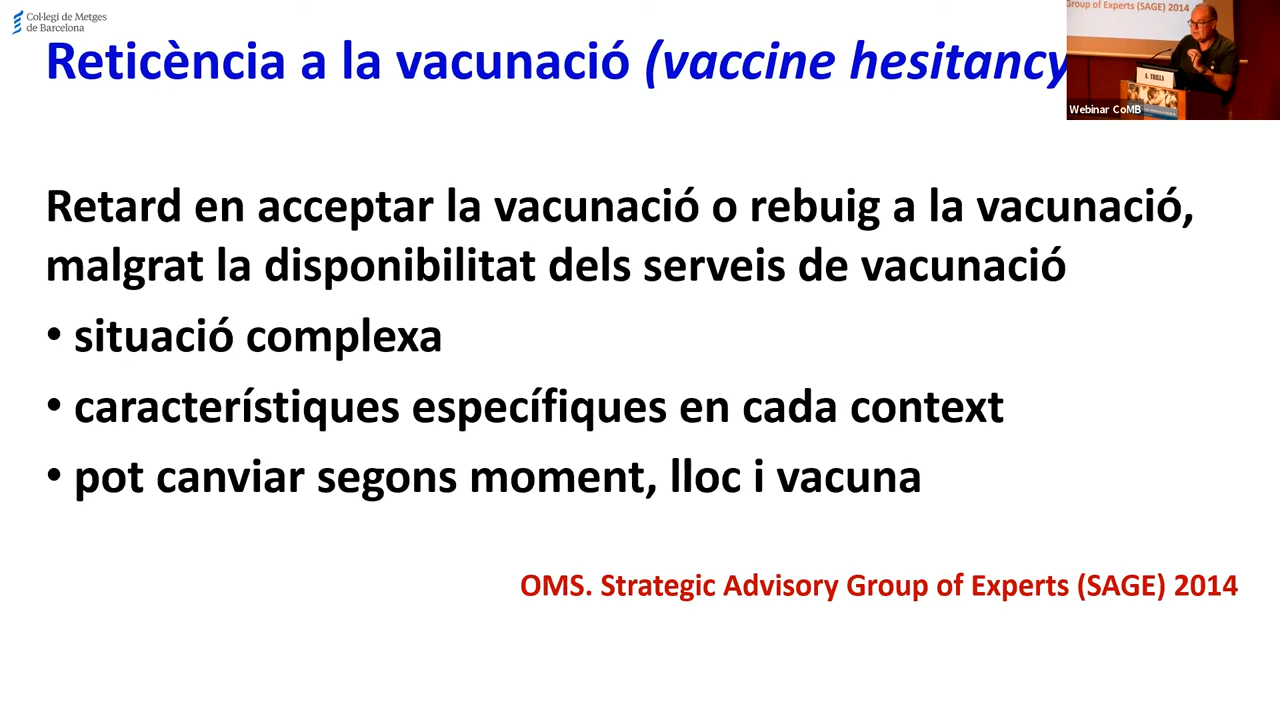 Col·legi de Metges
de Barcelona
Reticència a la vacunació (vaccine hesitancy
Group of Experts (SAGE) 2014
A. TRILLA
Webinar CoMB
Retard en acceptar la vacunació o rebuig a la vacunació,
malgrat la disponibilitat dels serveis de vacunació
• situació complexa
• característiques específiques en cada context
• pot canviar segons moment, lloc i vacuna
OMS. Strategic Advisory Group of Experts (SAGE) 2014